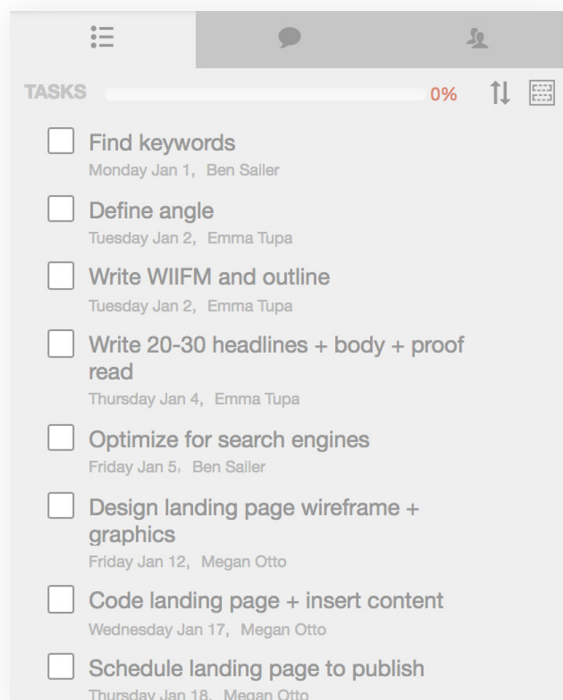 TASKS 0%
Find keywords
Monday Jan 1, Ben Sailer
Define angle
Tuesday Jan 2, Emma Tupa
Write WIIFM and outline
Tuesday Jan 2, Emma Tupa
Write 20-30 headlines + body + proof
read
Thursday Jan 4, Emma Tupa
Optimize for search engines
Friday Jan 5, Ben Sailer
Design landing page wireframe +
graphics
Friday Jan 12, Megan Otto
Code landing page + insert content
Wednesday Jan 17, Megan Otto
Schedule landing page to publish
Thursday Jan 18, Megan Otto